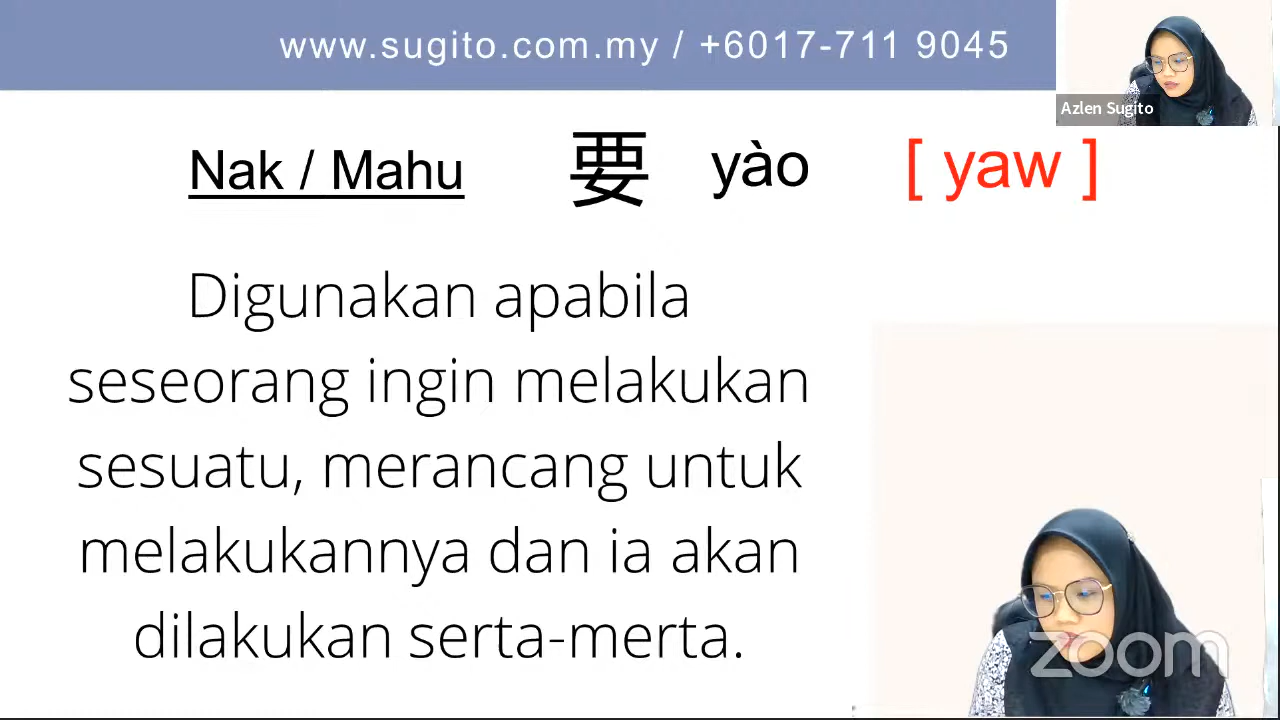 www.sugito.com.my / +6017-711 9045
Azlen Sugito
Nak / Mahu 要 yào [ yaw ]
Digunakan apabila
seseorang ingin melakukan
sesuatu, merancang untuk
melakukannya dan ia akan
dilakukan serta-merta.
zoom